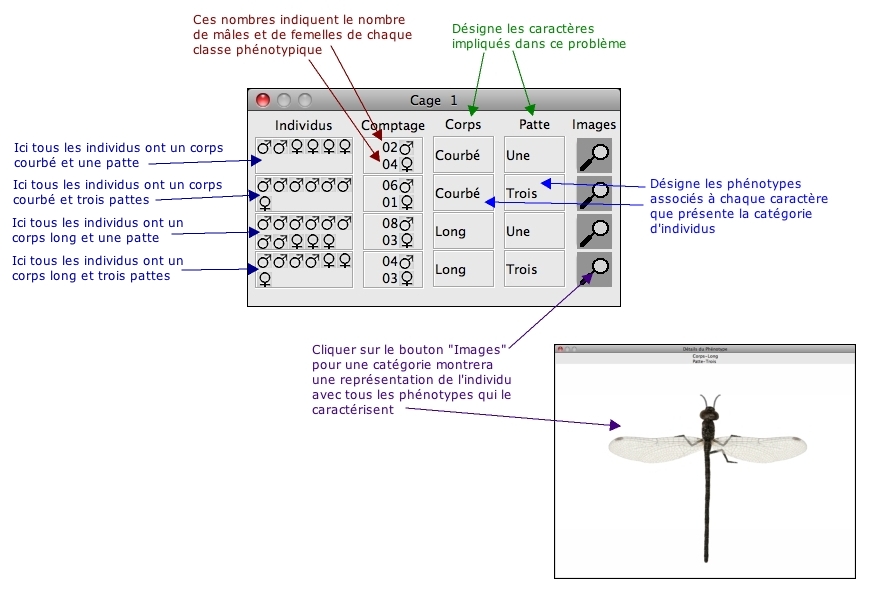 Ces nombres indiquent le nombre
de mâles et de femelles de chaque
classe phénotypique
Désigne les caractères
impliqués dans ce problème
Cage 1
Individus Comptage Corps Patte Images
Ici tous les individus ont un corps
courbé et une patte
♂♂♀♀♀♀ 02♂ Courbé Une
04♀
Ici tous les individus ont un corps
courbé et trois pattes
♂♂♂♂♂♂ 06♂ Courbé Trois
♀ 01♀
Ici tous les individus ont un
corps long et une patte
♂♂♂♂♂♂ 08♂ Long Une
♂♂♀♀♀ 03♀
Ici tous les individus ont un
corps long et trois pattes
♂♂♂♂♀♀ 04♂ Long Trois
♀ 03♀
Désigne les phénotypes
associés à chaque caractère
que présente la catégorie
d'individus
Cliquer sur le bouton "Images"
pour une catégorie montrera
une représentation de l'individu
avec tous les phénotypes qui le
caractérisent
Détails du Phénotype
Corps-Long
Patte-Trois